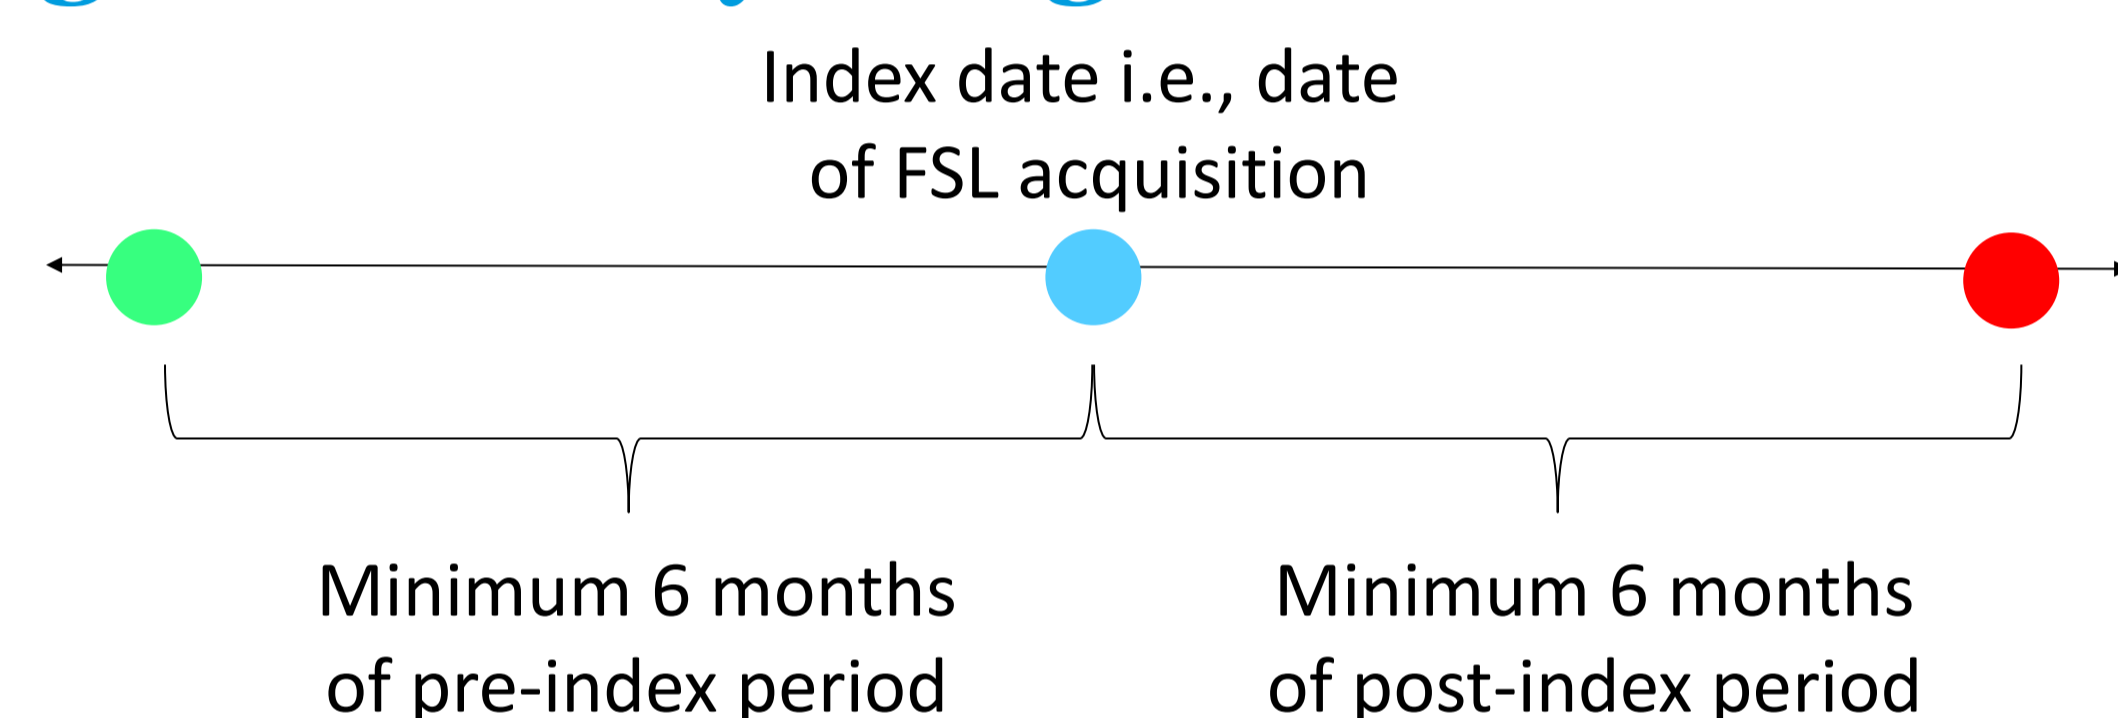 Index date i.e., date
of FSL acquisition
Minimum 6 months
of pre-index period
Minimum 6 months
of post-index period